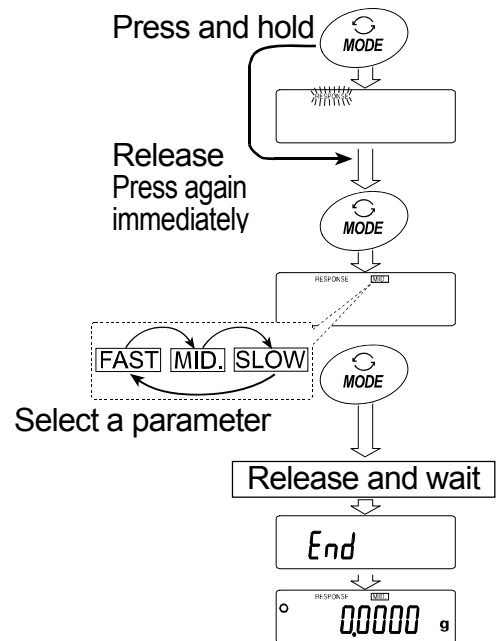 Press and hold
MODE
RESPONSE
Release
Press again
immediately
MODE
RESPONSE MID.
FAST MID. SLOW
MODE
Select a parameter
Release and wait
End
RESPONSE MID.
0.0000 g